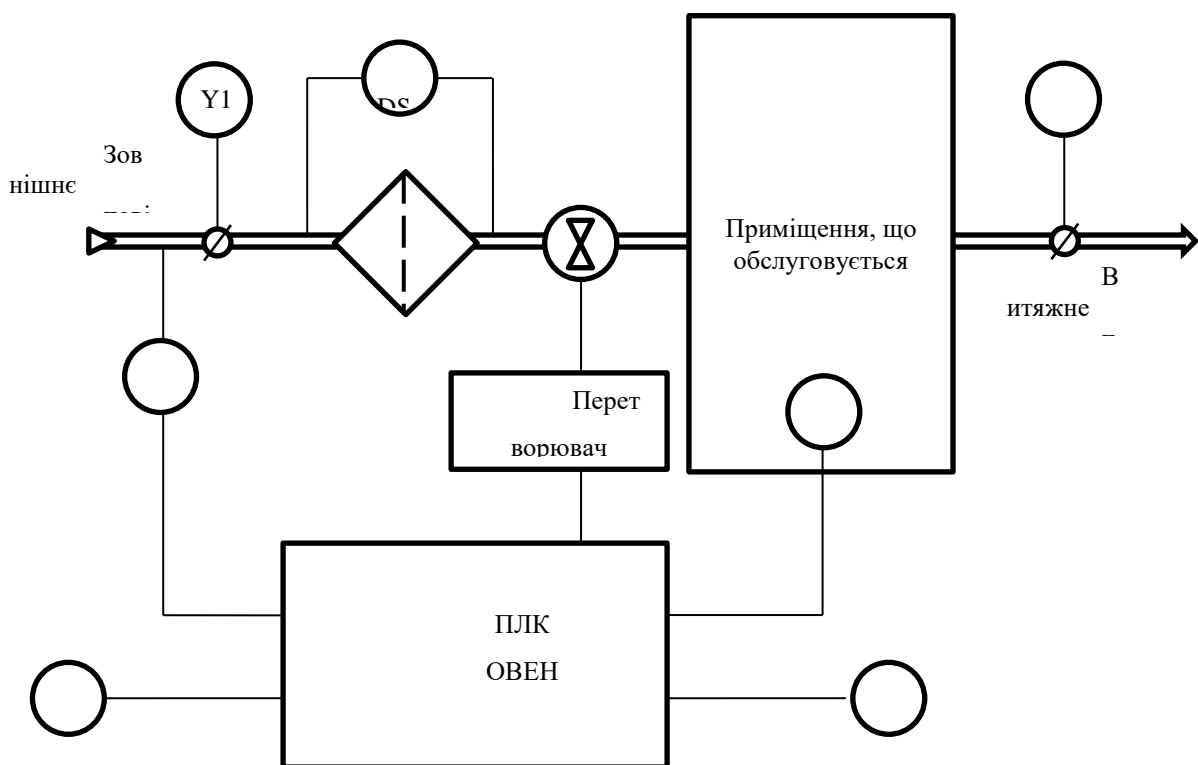 Y1
DS
Зов
нішнє
Приміщення, що
обслуговується
В
итяжне
Перет
ворювач
ПЛК
ОВЕН